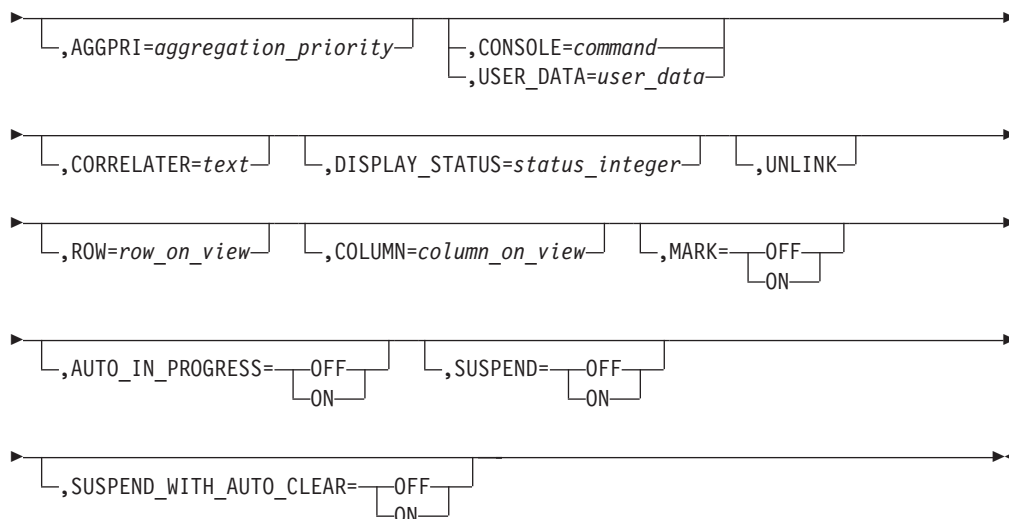 ,AGGPRI=aggregation_priority ,CONSOLE=command
,USER_DATA=user_data
,CORRELATER=text ,DISPLAY_STATUS=status_integer ,UNLINK
,ROW=row_on_view ,COLUMN=column_on_view ,MARK= OFF
ON
,AUTO_IN_PROGRESS= OFF ,SUSPEND= OFF
ON ON
,SUSPEND_WITH_AUTO_CLEAR= OFF
ON